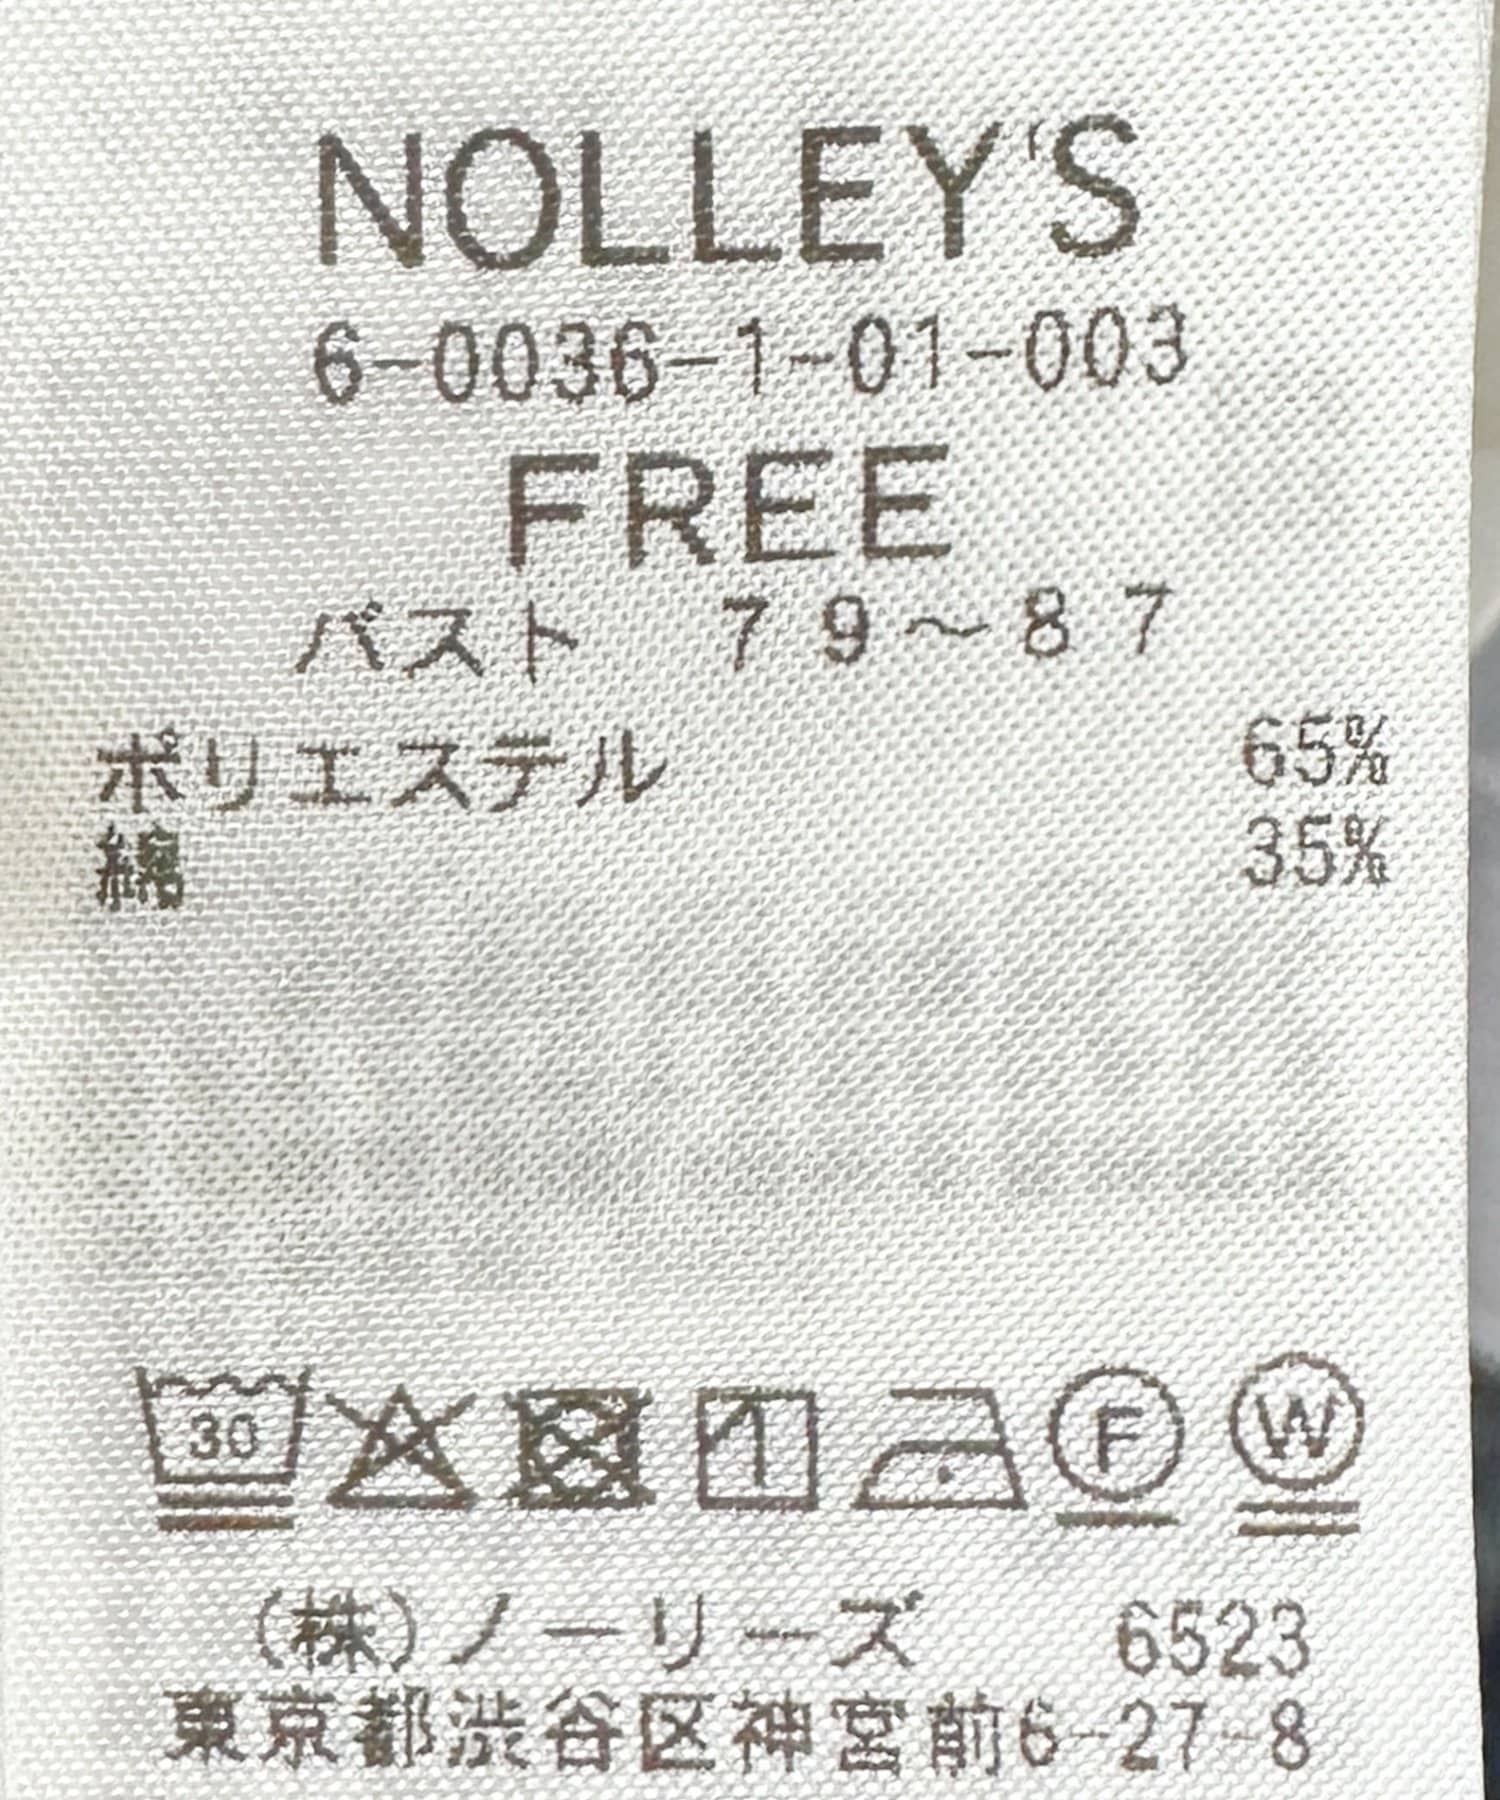 NOLLEY'S
6-0036-1-01-003
FREE
バスト 79～87
ポリエステル 65%
綿 35%
30 1 F W
(株)ノーリーズ 6523
東京都渋谷区神宮前6-27-8